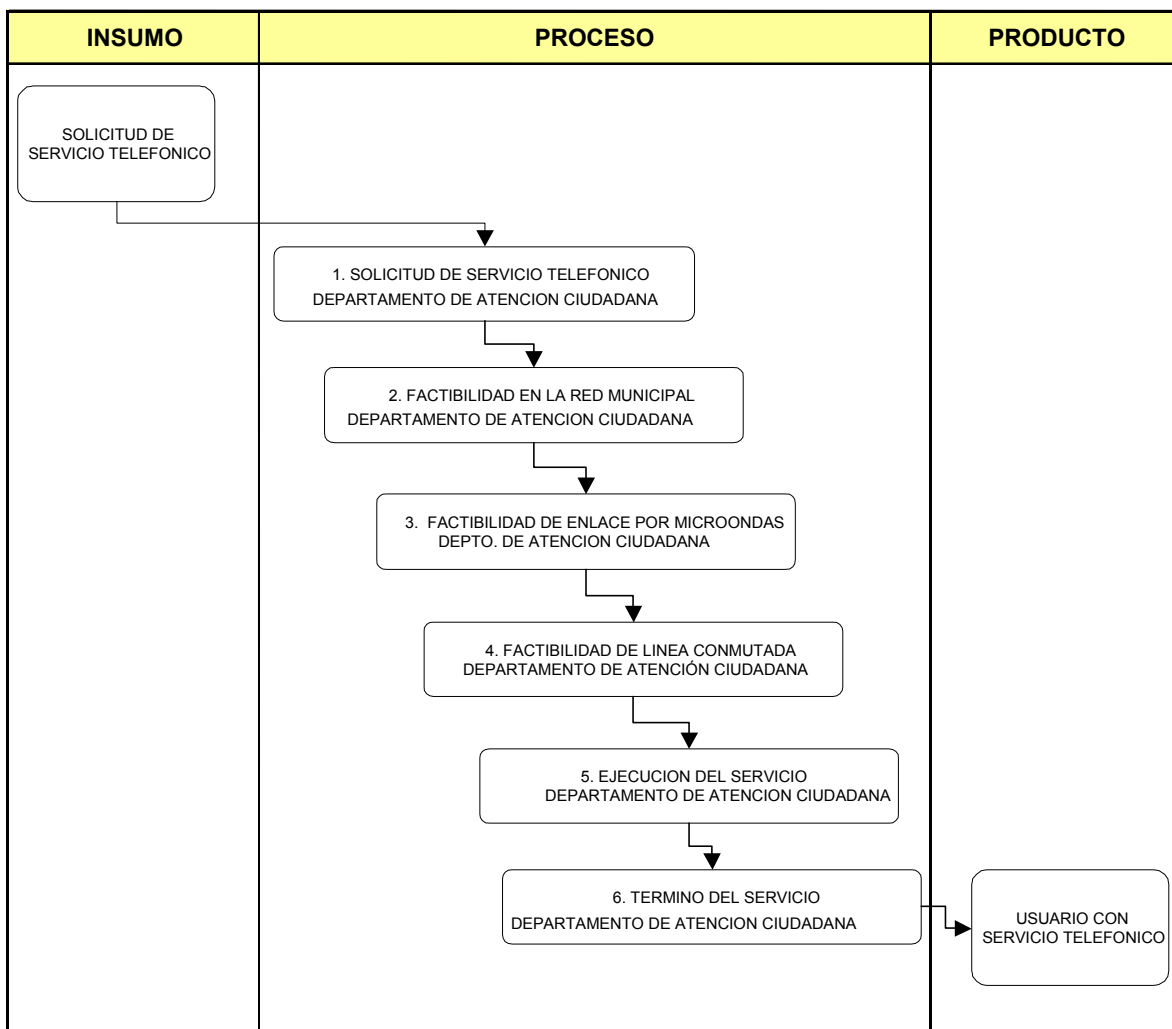 INSUMO
PROCESO
PRODUCTO
SOLICITUD DE
SERVICIO TELEFONICO
1. SOLICITUD DE SERVICIO TELEFONICO
DEPARTAMENTO DE ATENCION CIUDADANA
2. FACTIBILIDAD EN LA RED MUNICIPAL
DEPARTAMENTO DE ATENCION CIUDADANA
3. FACTIBILIDAD DE ENLACE POR MICROONDAS
DEPTO. DE ATENCION CIUDADANA
4. FACTIBILIDAD DE LINEA CONMUTADA
DEPARTAMENTO DE ATENCIÓN CIUDADANA
5. EJECUCION DEL SERVICIO
DEPARTAMENTO DE ATENCION CIUDADANA
6. TERMINO DEL SERVICIO
DEPARTAMENTO DE ATENCION CIUDADANA
USUARIO CON
SERVICIO TELEFONICO